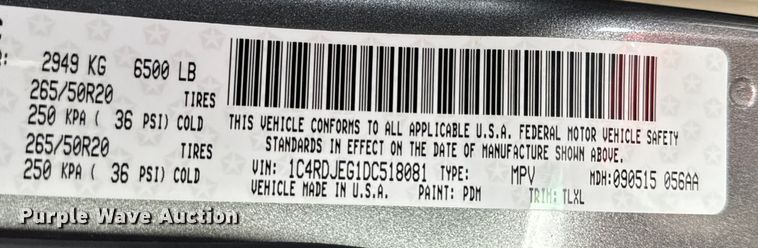 2949 KG 6500 LB
265/50R20 TIRES
250 KPA ( 36 PSI) COLD
265/50R20 TIRES
250 KPA ( 36 PSI) COLD
THIS VEHICLE CONFORMS TO ALL APPLICABLE U.S.A. FEDERAL MOTOR VEHICLE SAFETY
STANDARDS IN EFFECT ON THE DATE OF MANUFACTURE SHOWN ABOVE.
VIN: 1C4RDJEG1DC518081 TYPE: MPV MDH:090515 056AA
VEHICLE MADE IN U.S.A. PAINT: PDM TRIM: TLXL
Purple Wave Auction